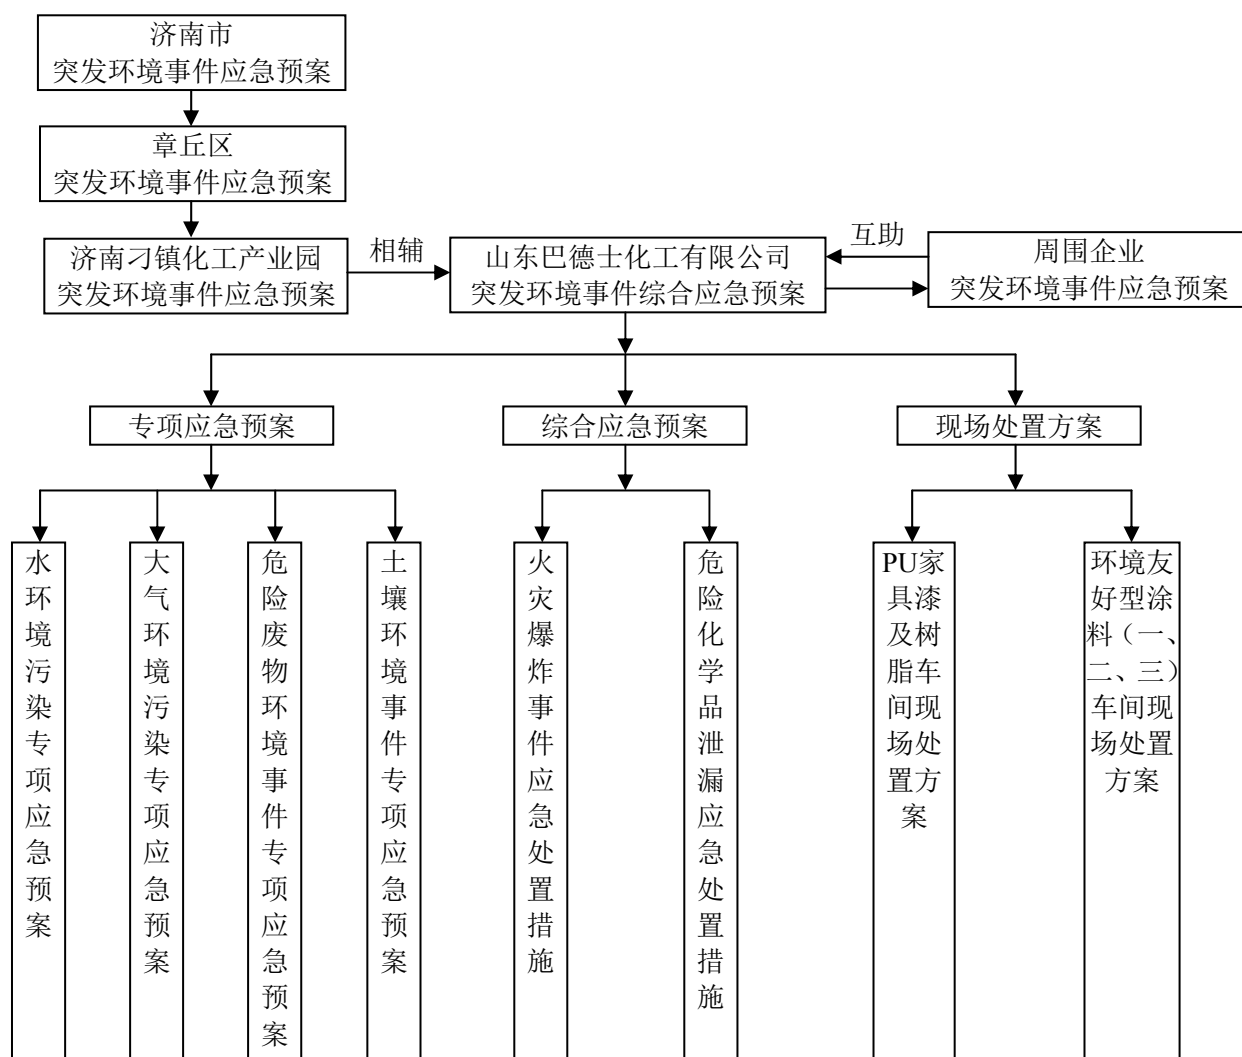 济南市
突发环境事件应急预案
章丘区
突发环境事件应急预案
济南刁镇化工产业园
突发环境事件应急预案
相辅
山东巴德士化工有限公司
突发环境事件综合应急预案
互助
周围企业
突发环境事件应急预案
专项应急预案
综合应急预案
现场处置方案
水环境污染专项应急预案
大气环境污染专项应急预案
危险废物环境事件专项应急预案
土壤环境事件专项应急预案
火灾爆炸事件应急处置措施
危险化学品泄漏应急处置措施
PU家
具漆
及树
脂车
间现
场处
置方
案
环境友
好型涂
料（一、
二、三）
车间现
场处置
方案